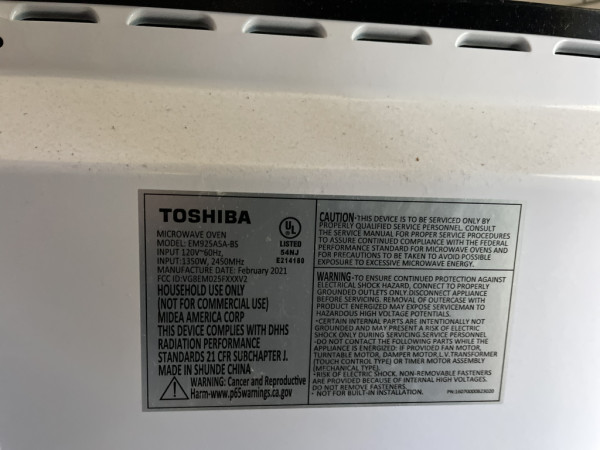 TOSHIBA
MICROWAVE OVEN
MODEL: EM925A5A-BS
INPUT 120V~60Hz,
INPUT:1350W, 2450MHz
MANUFACTURE DATE: February 2021
FCC ID:VG8EM025FXXXV2
HOUSEHOLD USE ONLY
(NOT FOR COMMERCIAL USE)
MIDEA AMERICA CORP
THIS DEVICE COMPLIES WITH DHHS
RADIATION PERFORMANCE
STANDARDS 21 CFR SUBCHAPTER J.
MADE IN SHUNDE CHINA
WARNING: Cancer and Reproductive
Harm-www.p65warnings.ca.gov
UL
LISTED
54NJ
E214180
CAUTION-THIS DEVICE IS TO BE SERVICED ONLY BY
PROPERLY QUALIFIED SERVICE PERSONNEL. CONSULT
THE SERVICE MANUAL FOR PROPER SERVICE PROCEDURES
TO ASSURE CONTINUED COMPLIANCE WITH THE FEDERAL
PERFORMANCE STANDARD FOR MICROWAVE OVENS AND
FOR PRECAUTIONS TO BE TAKEN TO AVOID POSSIBLE
EXPOSURE TO EXCESSIVE MICROWAVE ENERGY.
WARNING-TO ENSURE CONTINUED PROTECTION AGAINST
ELECTRICAL SHOCK HAZARD, CONNECT TO PROPERLY
GROUNDED OUTLETS ONLY.DISCONNECT APPLIANCE
BEFORE SERVICING. REMOVAL OF OUTERCASE WITH
PRODUCT ENERGIZED MAY EXPOSE SERVICEMAN TO
HAZARDOUS HIGH VOLTAGE POTENTIALS.
•CERTAIN INTERNAL PARTS ARE INTENTIONALLY NOT
GROUNDED AND MAY PRESENT A RISK OF ELECTRIC
SHOCK ONLY DURING SERVICING.SERVICE PERSONNEL
-DO NOT CONTACT THE FOLLOWING PARTS WHILE THE
APPLIANCE IS ENERGIZED: IF PROVIDED FAN MOTOR,
TURNTABLE MOTOR, DAMPER MOTOR,L.V.TRANSFORMER
(TOUCH CONTROL TYPE) OR TIMER MOTOR ASSEMBLY
(MECHANICAL TYPE).
•RISK OF ELECTRIC SHOCK. NON-REMOVABLE FASTENERS
ARE PROVIDED BECAUSE OF INTERNAL HIGH VOLTAGES.
DO NOT REMOVE FASTENERS.